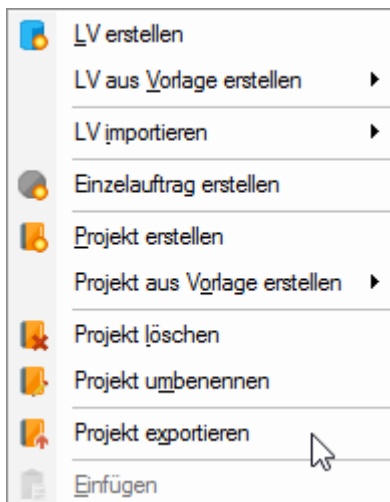 LV erstellen
LV aus Vorlage erstellen
LV importieren
Einzelauftrag erstellen
Projekt erstellen
Projekt aus Vorlage erstellen
Projekt löschen
Projekt umbenennen
Projekt exportieren
Einfügen